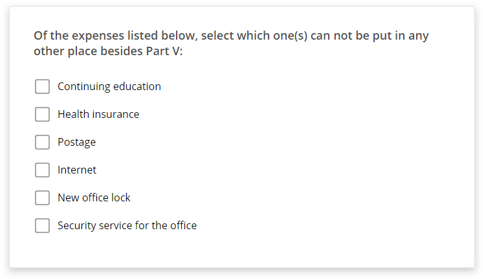 Of the expenses listed below, select which one(s) can not be put in any
other place besides Part V:
Continuing education
Health insurance
Postage
Internet
New office lock
Security service for the office